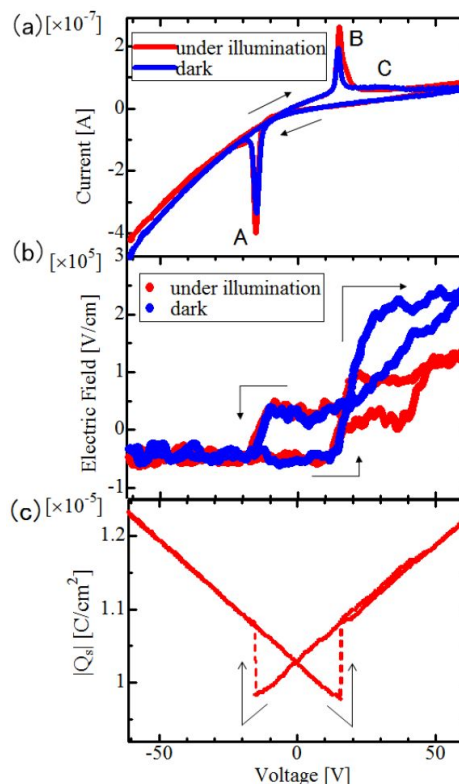 (a)
[×10⁻⁷]
2
0
-2
-4
Current [A]
under illumination
dark
A
B
C
(b)
[×10⁵]
3
2
1
0
-1
Electric Field [V/cm]
under illumination
dark
(c)
[×10⁻⁵]
1.2
1.1
1
|Qₛ| [C/cm²]
-50
0
50
Voltage [V]